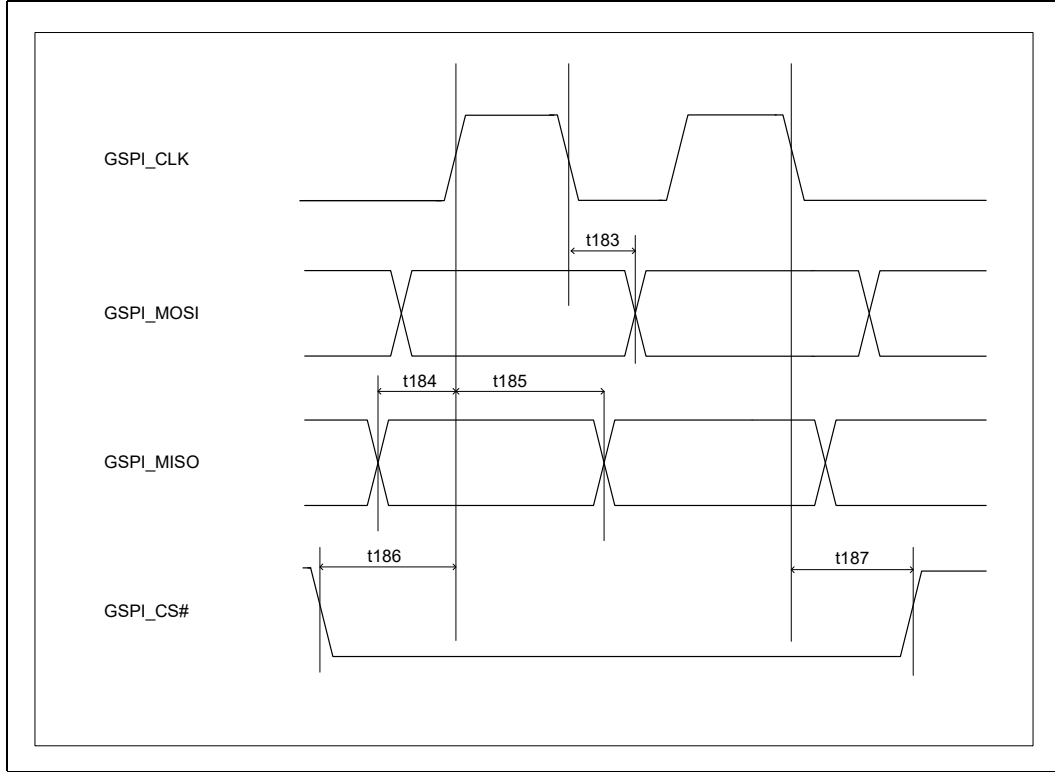 GSPI_CLK
t183
GSPI_MOSI
t184
t185
GSPI_MISO
t186
t187
GSPI_CS#